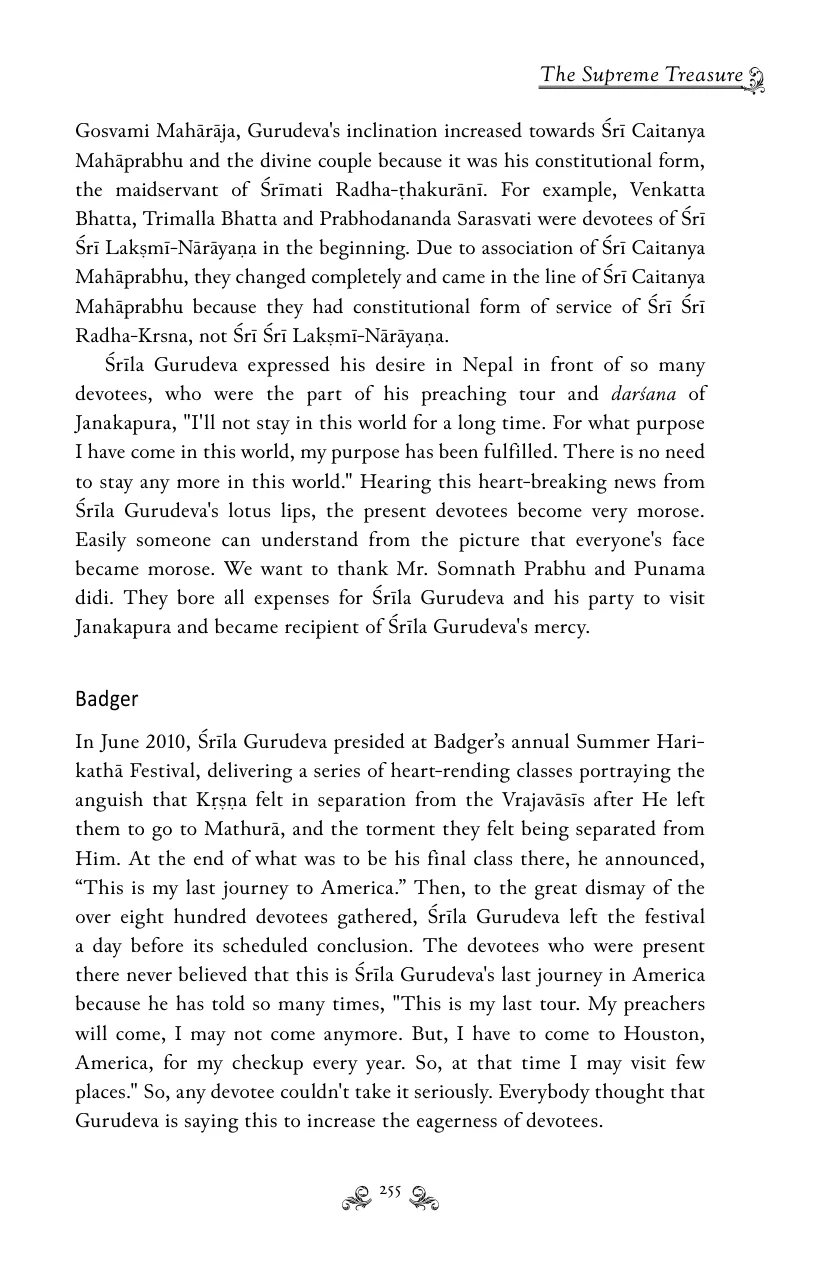 The Supreme Treasure
Gosvami Mahārāja, Gurudeva's inclination increased towards Śrī Caitanya
Mahāprabhu and the divine couple because it was his constitutional form,
the maidservant of Śrīmati Radha-ṭhakurānī. For example, Venkatta
Bhatta, Trimalla Bhatta and Prabhodananda Sarasvati were devotees of Śrī
Śrī Lakṣmī-Nārāyaṇa in the beginning. Due to association of Śrī Caitanya
Mahāprabhu, they changed completely and came in the line of Śrī Caitanya
Mahāprabhu because they had constitutional form of service of Śrī Śrī
Radha-Krsna, not Śrī Śrī Lakṣmī-Nārāyaṇa.
Śrīla Gurudeva expressed his desire in Nepal in front of so many
devotees, who were the part of his preaching tour and darśana of
Janakapura, "I'll not stay in this world for a long time. For what purpose
I have come in this world, my purpose has been fulfilled. There is no need
to stay any more in this world." Hearing this heart-breaking news from
Śrīla Gurudeva's lotus lips, the present devotees become very morose.
Easily someone can understand from the picture that everyone's face
became morose. We want to thank Mr. Somnath Prabhu and Punama
didi. They bore all expenses for Śrīla Gurudeva and his party to visit
Janakapura and became recipient of Śrīla Gurudeva's mercy.
Badger
In June 2010, Śrīla Gurudeva presided at Badger’s annual Summer Hari-
kathā Festival, delivering a series of heart-rending classes portraying the
anguish that Kṛṣṇa felt in separation from the Vrajavāsīs after He left
them to go to Mathurā, and the torment they felt being separated from
Him. At the end of what was to be his final class there, he announced,
“This is my last journey to America.” Then, to the great dismay of the
over eight hundred devotees gathered, Śrīla Gurudeva left the festival
a day before its scheduled conclusion. The devotees who were present
there never believed that this is Śrīla Gurudeva's last journey in America
because he has told so many times, "This is my last tour. My preachers
will come, I may not come anymore. But, I have to come to Houston,
America, for my checkup every year. So, at that time I may visit few
places." So, any devotee couldn't take it seriously. Everybody thought that
Gurudeva is saying this to increase the eagerness of devotees.
255